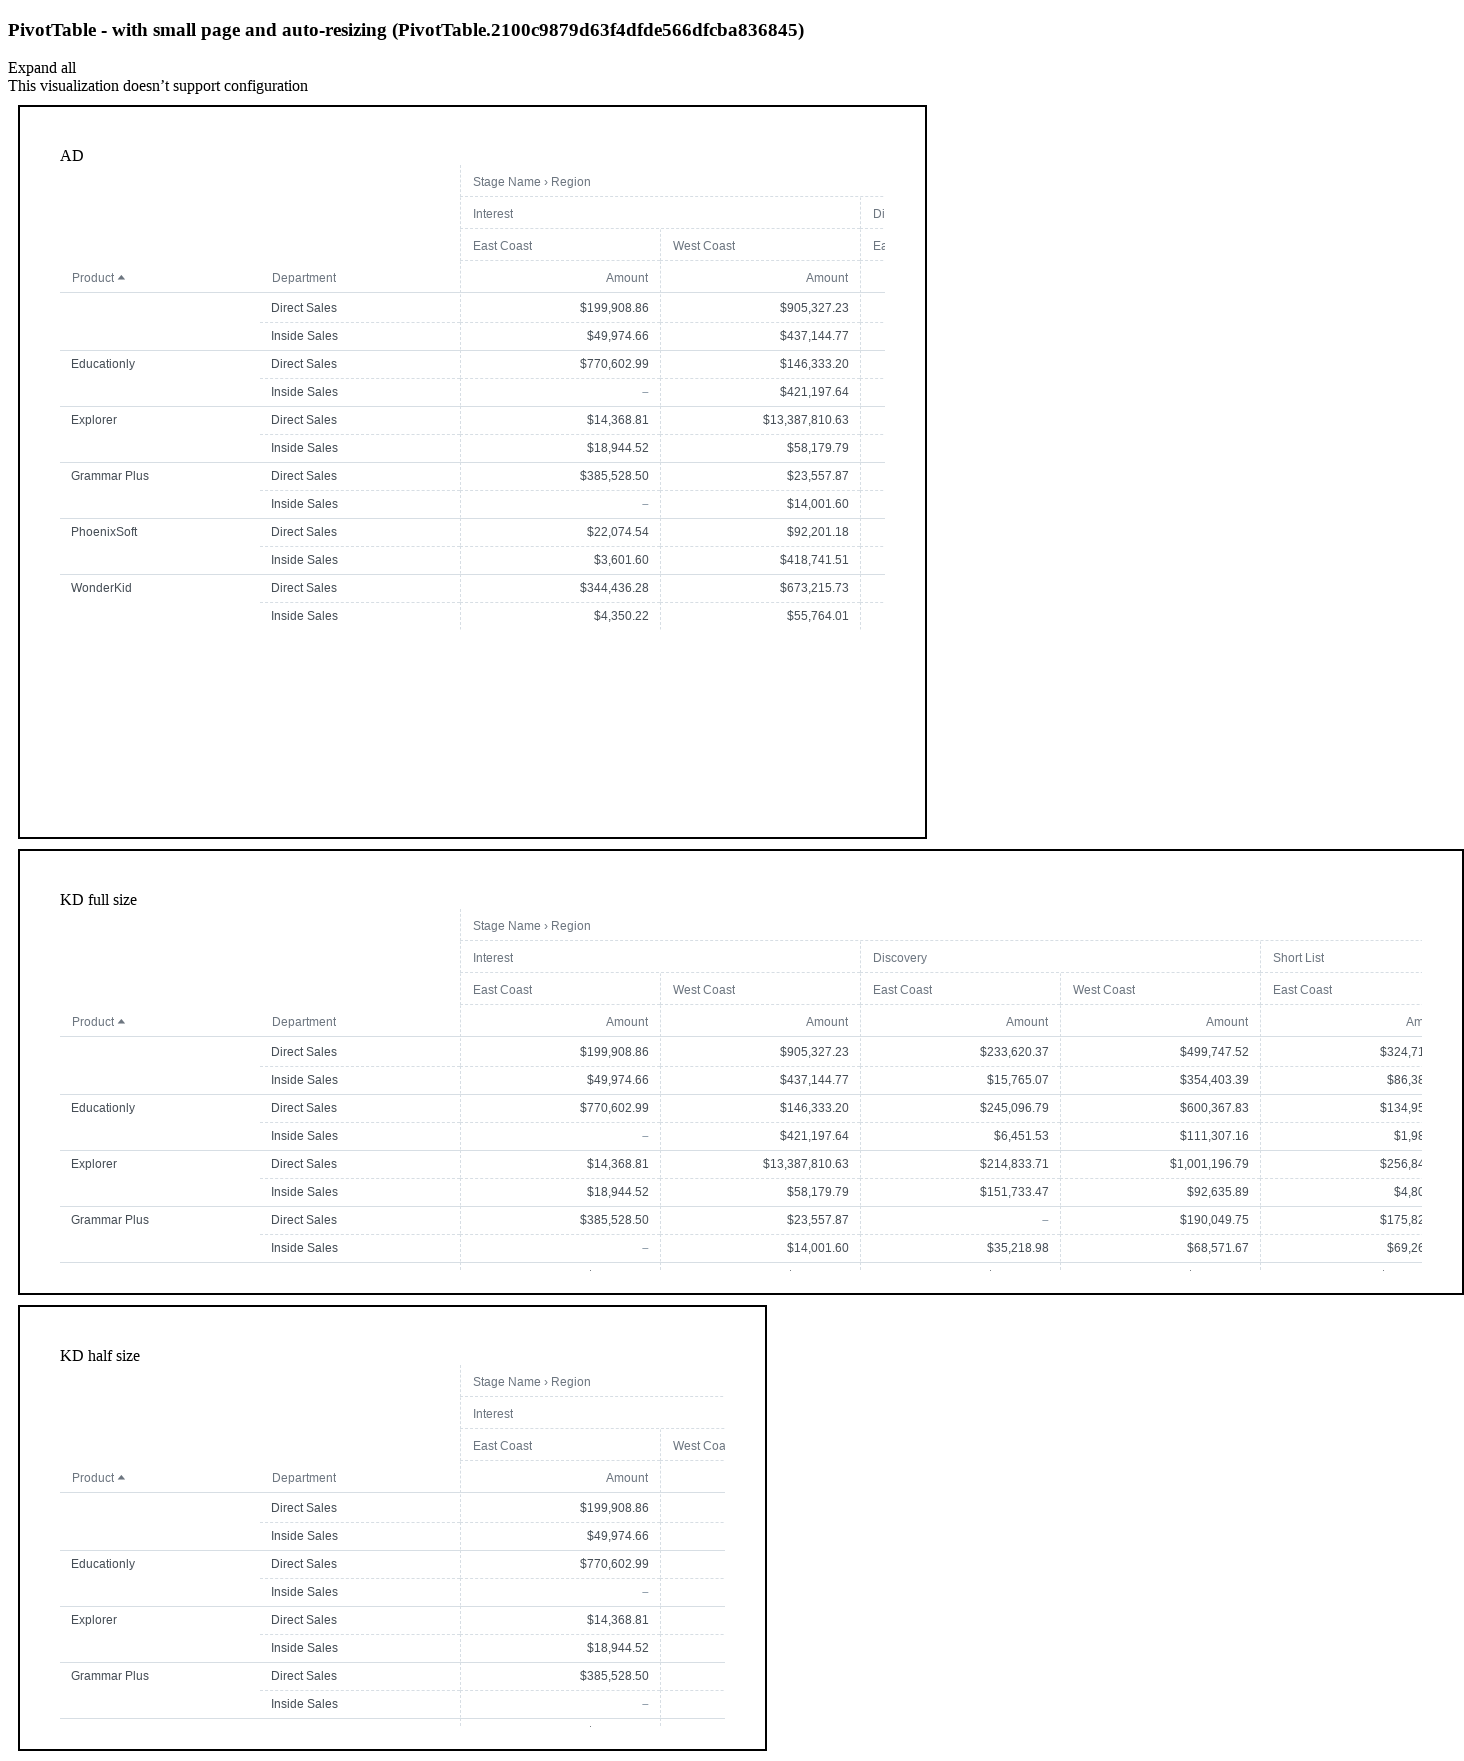 PivotTable - with small page and auto-resizing (PivotTable.2100c9879d63f4dfde566dfcba836845)
Expand all
This visualization doesn’t support configuration
AD
Stage Name › Region
Interest Di
East Coast West Coast Ea
Product Department Amount Amount
Direct Sales $199,908.86 $905,327.23
Inside Sales $49,974.66 $437,144.77
Educationly Direct Sales $770,602.99 $146,333.20
Inside Sales – $421,197.64
Explorer Direct Sales $14,368.81 $13,387,810.63
Inside Sales $18,944.52 $58,179.79
Grammar Plus Direct Sales $385,528.50 $23,557.87
Inside Sales – $14,001.60
PhoenixSoft Direct Sales $22,074.54 $92,201.18
Inside Sales $3,601.60 $418,741.51
WonderKid Direct Sales $344,436.28 $673,215.73
Inside Sales $4,350.22 $55,764.01
KD full size
Stage Name › Region
Interest Discovery Short List
East Coast West Coast East Coast West Coast East Coast
Product Department Amount Amount Amount Amount Am
Direct Sales $199,908.86 $905,327.23 $233,620.37 $499,747.52 $324,71
Inside Sales $49,974.66 $437,144.77 $15,765.07 $354,403.39 $86,38
Educationly Direct Sales $770,602.99 $146,333.20 $245,096.79 $600,367.83 $134,95
Inside Sales – $421,197.64 $6,451.53 $111,307.16 $1,98
Explorer Direct Sales $14,368.81 $13,387,810.63 $214,833.71 $1,001,196.79 $256,84
Inside Sales $18,944.52 $58,179.79 $151,733.47 $92,635.89 $4,80
Grammar Plus Direct Sales $385,528.50 $23,557.87 – $190,049.75 $175,82
Inside Sales – $14,001.60 $35,218.98 $68,571.67 $69,26
KD half size
Stage Name › Region
Interest
East Coast West Coa
Product Department Amount
Direct Sales $199,908.86
Inside Sales $49,974.66
Educationly Direct Sales $770,602.99
Inside Sales –
Explorer Direct Sales $14,368.81
Inside Sales $18,944.52
Grammar Plus Direct Sales $385,528.50
Inside Sales –